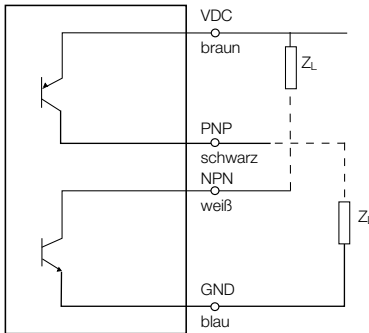 VDC
braun
Z_L
PNP
schwarz
NPN
weiß
Z_L
GND
blau